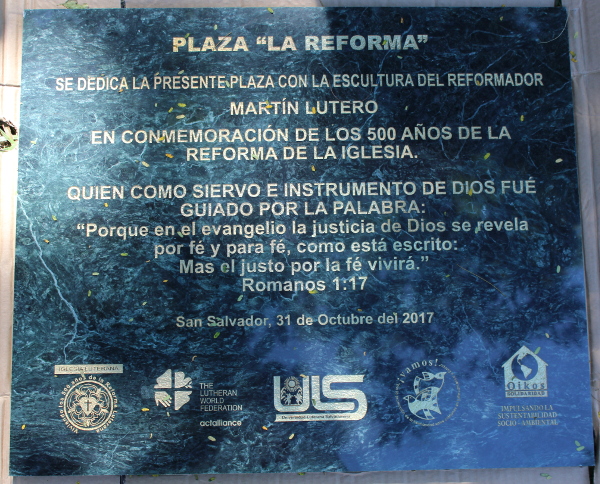 PLAZA “LA REFORMA”
SE DEDICA LA PRESENTE PLAZA CON LA ESCULTURA DEL REFORMADOR
MARTÍN LUTERO
EN CONMEMORACIÓN DE LOS 500 AÑOS DE LA
REFORMA DE LA IGLESIA.
QUIEN COMO SIERVO E INSTRUMENTO DE DIOS FUÉ
GUIADO POR LA PALABRA:
“Porque en el evangelio la justicia de Dios se revela
por fé y para fé, como está escrito:
Mas el justo por la fé vivirá.”
Romanos 1:17
San Salvador, 31 de Octubre del 2017
IGLESIA LUTERANA
THE
LUTHERAN
WORLD
FEDERATION
actalliance
ULS
Universidad Luterana Salvadoreña
¡vamos!
Oikos
SOLIDARIDAD
IMPULSANDO LA
SUSTENTABILIDAD
SOCIO - AMBIENTAL